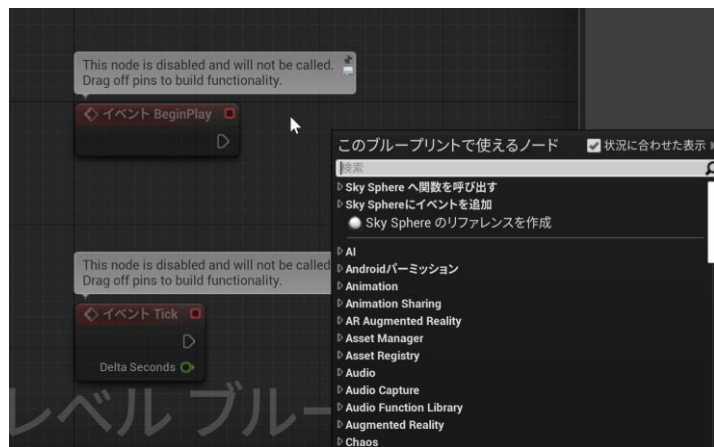 This node is disabled and will not be called.
Drag off pins to build functionality.
イベント BeginPlay
このブループリントで使えるノード
状況に合わせた表示
検索
Sky Sphere へ関数を呼び出す
Sky Sphereにイベントを追加
Sky Sphere のリファレンスを作成
AI
Androidパーミッション
Animation
Animation Sharing
AR Augmented Reality
Asset Manager
Asset Registry
Audio
Audio Capture
Audio Function Library
Augmented Reality
Chaos
This node is disabled and will not be called
Drag off pins to build functionality.
イベント Tick
Delta Seconds
レベル ブルー